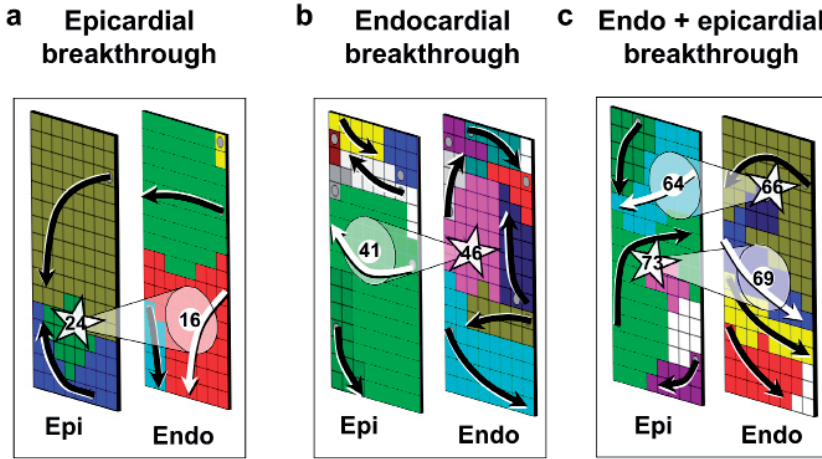 a Epicardial breakthrough
b Endocardial breakthrough
c Endo + epicardial breakthrough
24
16
Epi
Endo
41
46
Epi
Endo
64
66
73
69
Epi
Endo